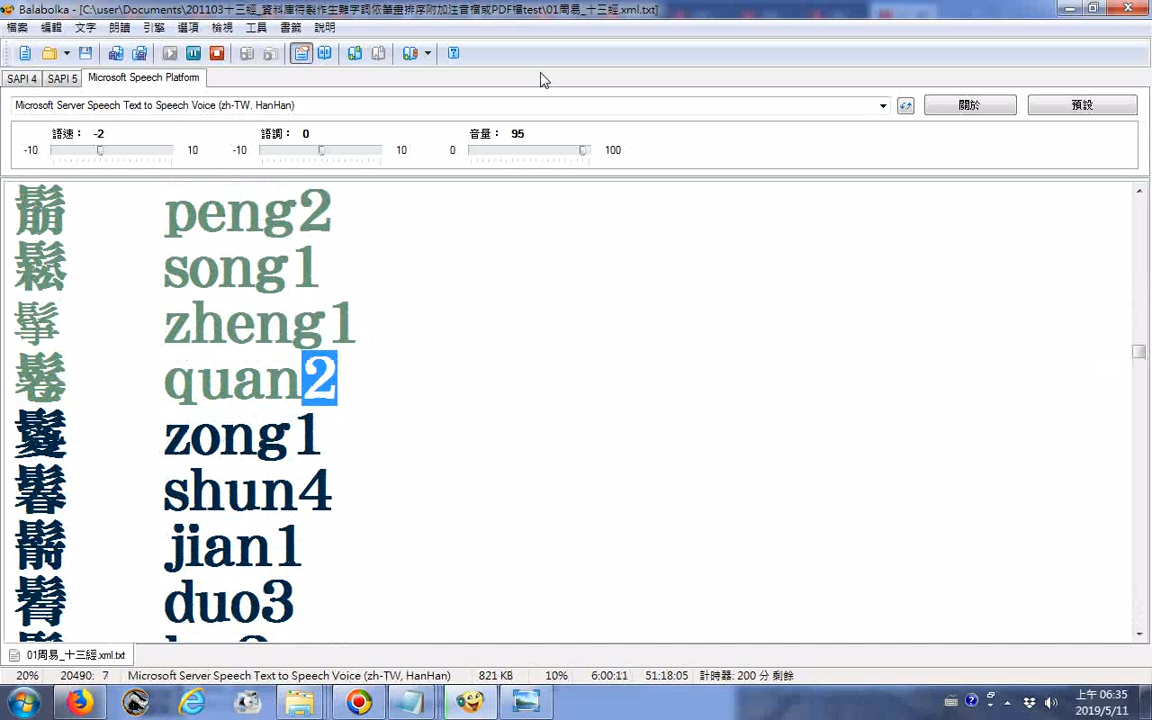 Balabolka - [C:\user\Documents\201103十三經_資料庫待製作生難字詞依筆畫排序附加注音檔或PDF檔test\01周易_十三經.xml.txt]
檔案 編輯 文字 朗讀 引擎 選項 檢視 工具 書籤 說明
SAPI 4 SAPI 5 Microsoft Speech Platform
Microsoft Server Speech Text to Speech Voice (zh-TW, HanHan) 關於 預設
語速： -2 語調： 0 音量： 95
-10 10 -10 10 0 100
鬅 peng2
鬆 song1
鬇 zheng1
鬈 quan2
鬉 zong1
鬊 shun4
鬋 jian1
鬌 duo3
01周易_十三經.xml.txt
20% 20490: 7 Microsoft Server Speech Text to Speech Voice (zh-TW, HanHan) 821 KB 10% 6:00:11 51:18:05 計時器: 200 分 剩餘
上午 06:35
2019/5/11